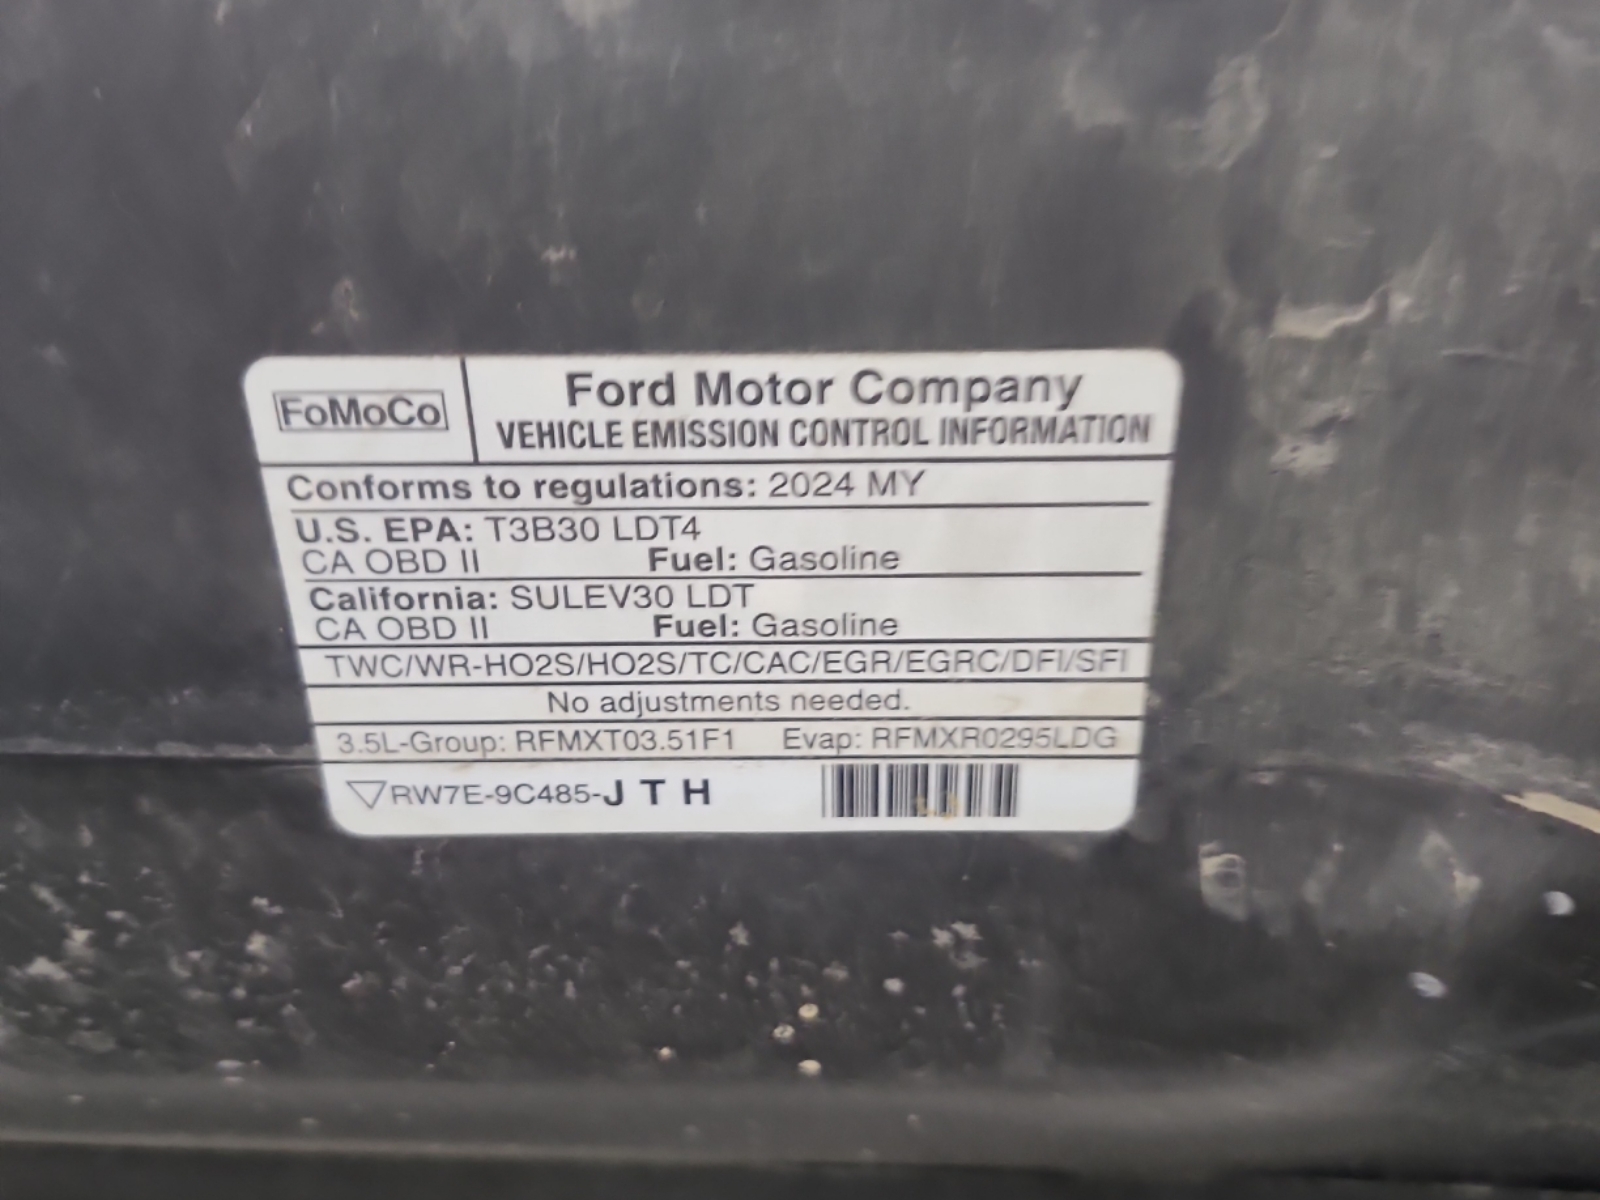 FoMoCo
Ford Motor Company
VEHICLE EMISSION CONTROL INFORMATION
Conforms to regulations: 2024 MY
U.S. EPA: T3B30 LDT4
CA OBD II Fuel: Gasoline
California: SULEV30 LDT
CA OBD II Fuel: Gasoline
TWC/WR-HO2S/HO2S/TC/CAC/EGR/EGRC/DFI/SFI
No adjustments needed.
3.5L-Group: RFMXT03.51F1 Evap: RFMXR0295LDG
RW7E-9C485-J T H